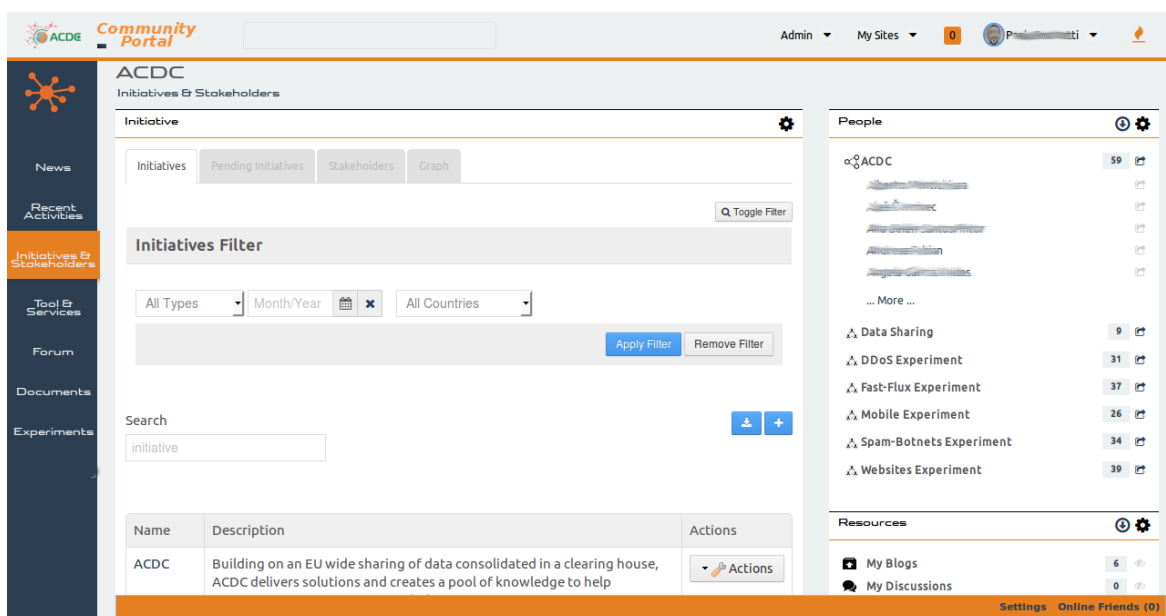 ACDC Community
Portal
Admin My Sites 0
ACDC
Initiatives & Stakeholders
News
Recent
Activities
Initiatives &
Stakeholders
Tool &
Services
Forum
Documents
Experiments
Initiative
Initiatives Pending Initiatives Stakeholders Graph
Toggle Filter
Initiatives Filter
All Types Month/Year All Countries
Apply Filter Remove Filter
Search
initiative
Name Description Actions
ACDC Building on an EU wide sharing of data consolidated in a clearing house, Actions
ACDC delivers solutions and creates a pool of knowledge to help
People
ACDC 59
... More ...
Data Sharing 9
DDoS Experiment 31
Fast-Flux Experiment 37
Mobile Experiment 26
Spam-Botnets Experiment 34
Websites Experiment 39
Resources
My Blogs 6
My Discussions 0
Settings Online Friends (0)